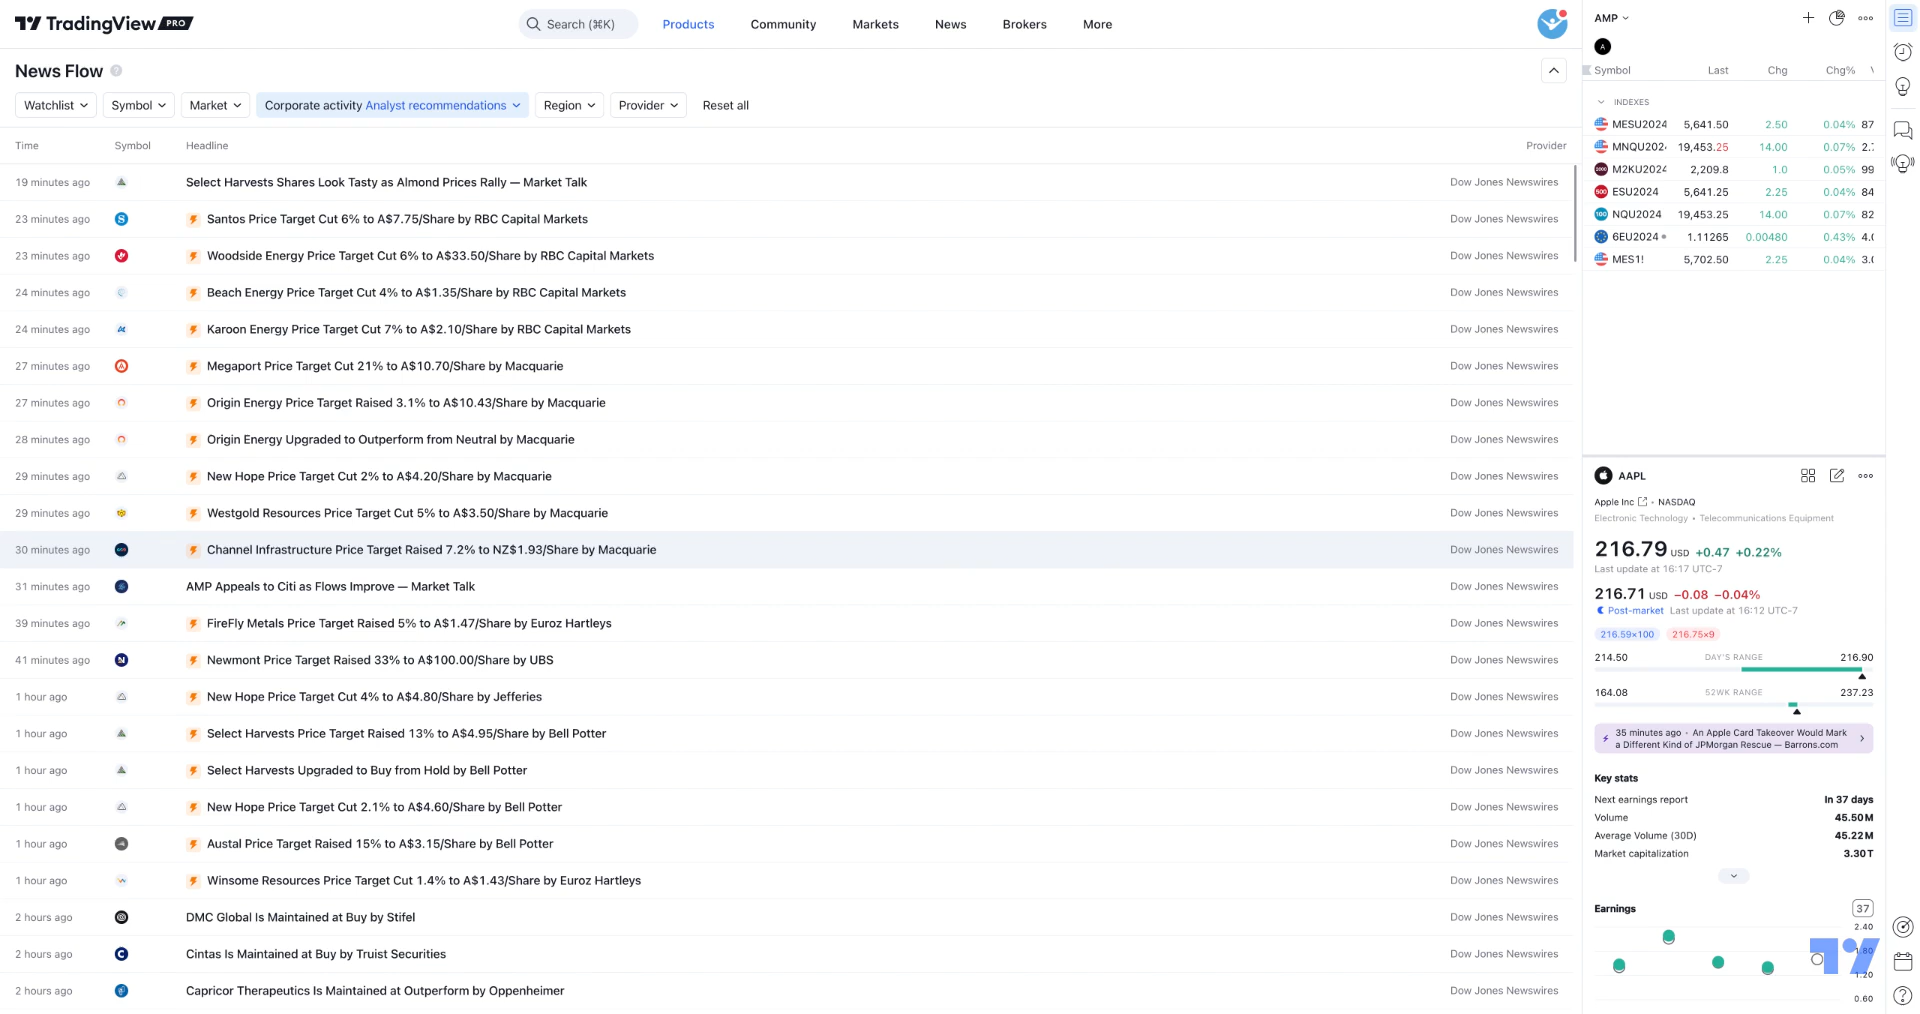 TradingView PRO
Search (⌘K)
Products
Community
Markets
News
Brokers
More
News Flow
Watchlist
Symbol
Market
Corporate activity Analyst recommendations
Region
Provider
Reset all
Time Symbol Headline Provider
19 minutes ago Select Harvests Shares Look Tasty as Almond Prices Rally — Market Talk Dow Jones Newswires
23 minutes ago Santos Price Target Cut 6% to A$7.75/Share by RBC Capital Markets Dow Jones Newswires
23 minutes ago Woodside Energy Price Target Cut 6% to A$33.50/Share by RBC Capital Markets Dow Jones Newswires
24 minutes ago Beach Energy Price Target Cut 4% to A$1.35/Share by RBC Capital Markets Dow Jones Newswires
24 minutes ago Karoon Energy Price Target Cut 7% to A$2.10/Share by RBC Capital Markets Dow Jones Newswires
27 minutes ago Megaport Price Target Cut 21% to A$10.70/Share by Macquarie Dow Jones Newswires
27 minutes ago Origin Energy Price Target Raised 3.1% to A$10.43/Share by Macquarie Dow Jones Newswires
28 minutes ago Origin Energy Upgraded to Outperform from Neutral by Macquarie Dow Jones Newswires
29 minutes ago New Hope Price Target Cut 2% to A$4.20/Share by Macquarie Dow Jones Newswires
29 minutes ago Westgold Resources Price Target Cut 5% to A$3.50/Share by Macquarie Dow Jones Newswires
30 minutes ago Channel Infrastructure Price Target Raised 7.2% to NZ$1.93/Share by Macquarie Dow Jones Newswires
31 minutes ago AMP Appeals to Citi as Flows Improve — Market Talk Dow Jones Newswires
39 minutes ago FireFly Metals Price Target Raised 5% to A$1.47/Share by Euroz Hartleys Dow Jones Newswires
41 minutes ago Newmont Price Target Raised 33% to A$100.00/Share by UBS Dow Jones Newswires
1 hour ago New Hope Price Target Cut 4% to A$4.80/Share by Jefferies Dow Jones Newswires
1 hour ago Select Harvests Price Target Raised 13% to A$4.95/Share by Bell Potter Dow Jones Newswires
1 hour ago Select Harvests Upgraded to Buy from Hold by Bell Potter Dow Jones Newswires
1 hour ago New Hope Price Target Cut 2.1% to A$4.60/Share by Bell Potter Dow Jones Newswires
1 hour ago Austal Price Target Raised 15% to A$3.15/Share by Bell Potter Dow Jones Newswires
1 hour ago Winsome Resources Price Target Cut 1.4% to A$1.43/Share by Euroz Hartleys Dow Jones Newswires
2 hours ago DMC Global Is Maintained at Buy by Stifel Dow Jones Newswires
2 hours ago Cintas Is Maintained at Buy by Truist Securities Dow Jones Newswires
2 hours ago Capricor Therapeutics Is Maintained at Outperform by Oppenheimer Dow Jones Newswires
AMP
A
Symbol Last Chg Chg%
INDEXES
MESU2024 5,641.50 2.50 0.04% 87
MNQU202 19,453.25 14.00 0.07% 2.
M2KU2024 2,209.8 1.0 0.05% 99
500 ESU2024 5,641.25 2.25 0.04% 84
100 NQU2024 19,453.25 14.00 0.07% 82
6EU2024 1.11265 0.00480 0.43% 4.
MES1! 5,702.50 2.25 0.04% 3.
AAPL
Apple Inc • NASDAQ
Electronic Technology • Telecommunications Equipment
216.79 USD +0.47 +0.22%
Last update at 16:17 UTC-7
216.71 USD −0.08 −0.04%
Post-market Last update at 16:12 UTC-7
216.59×100 216.75×9
214.50 DAY'S RANGE 216.90
164.08 52WK RANGE 237.23
35 minutes ago · An Apple Card Takeover Would Mark
a Different Kind of JPMorgan Rescue — Barrons.com
Key stats
Next earnings report In 37 days
Volume 45.50M
Average Volume (30D) 45.22M
Market capitalization 3.30T
Earnings 37
2.40
1.80
1.20
0.60